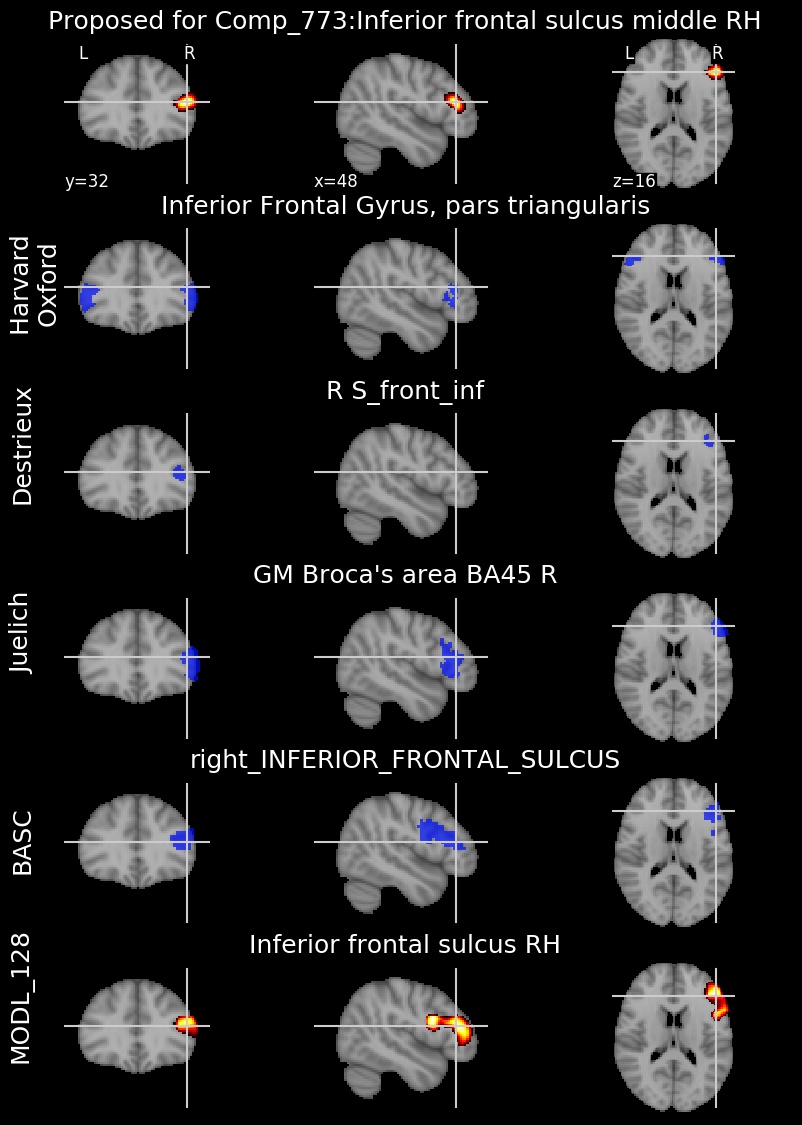 Proposed for Comp_773:Inferior frontal sulcus middle RH
L R L R
y=32 x=48 z=16
Inferior Frontal Gyrus, pars triangularis
Harvard
Oxford
R S_front_inf
Destrieux
GM Broca's area BA45 R
Juelich
right_INFERIOR_FRONTAL_SULCUS
BASC
Inferior frontal sulcus RH
MODL_128